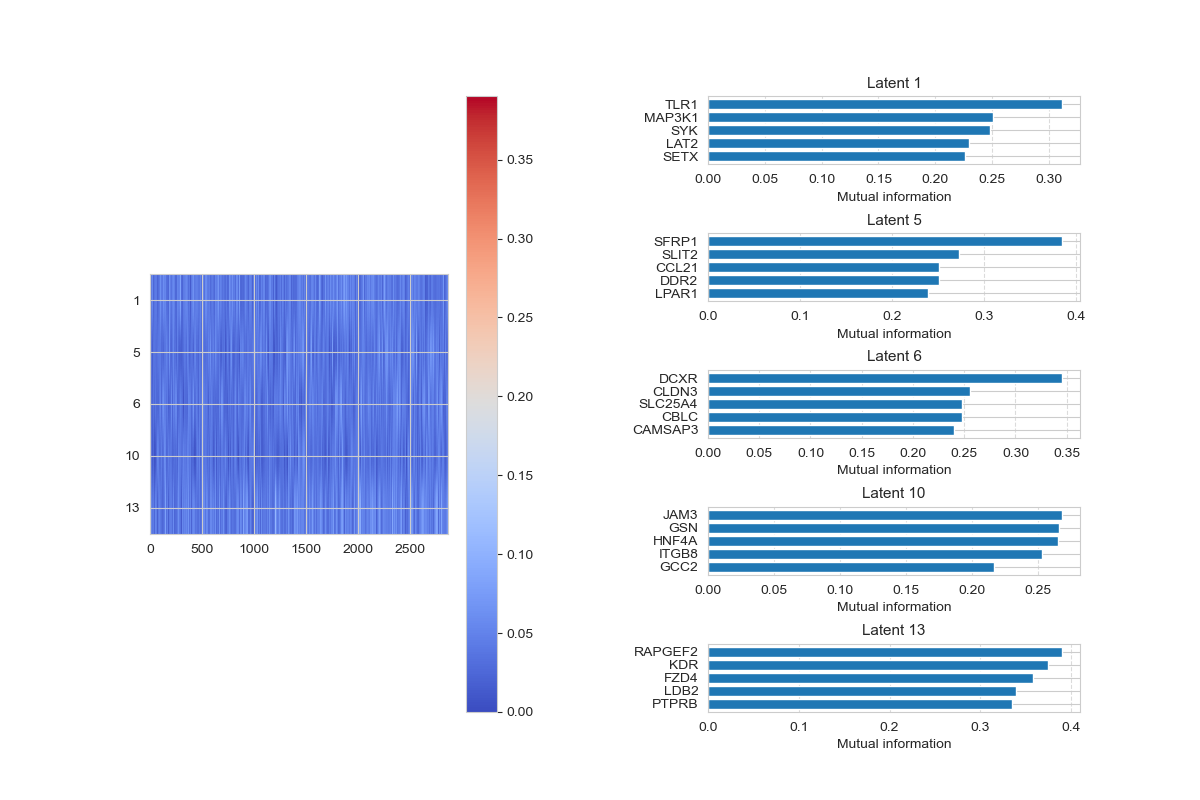 1
5
6
10
13
0 500 1000 1500 2000 2500
0.35
0.30
0.25
0.20
0.15
0.10
0.05
0.00
Latent 1
TLR1
MAP3K1
SYK
LAT2
SETX
0.00 0.05 0.10 0.15 0.20 0.25 0.30
Mutual information
Latent 5
SFRP1
SLIT2
CCL21
DDR2
LPAR1
0.0 0.1 0.2 0.3 0.4
Mutual information
Latent 6
DCXR
CLDN3
SLC25A4
CBLC
CAMSAP3
0.00 0.05 0.10 0.15 0.20 0.25 0.30 0.35
Mutual information
Latent 10
JAM3
GSN
HNF4A
ITGB8
GCC2
0.00 0.05 0.10 0.15 0.20 0.25
Mutual information
Latent 13
RAPGEF2
KDR
FZD4
LDB2
PTPRB
0.0 0.1 0.2 0.3 0.4
Mutual information